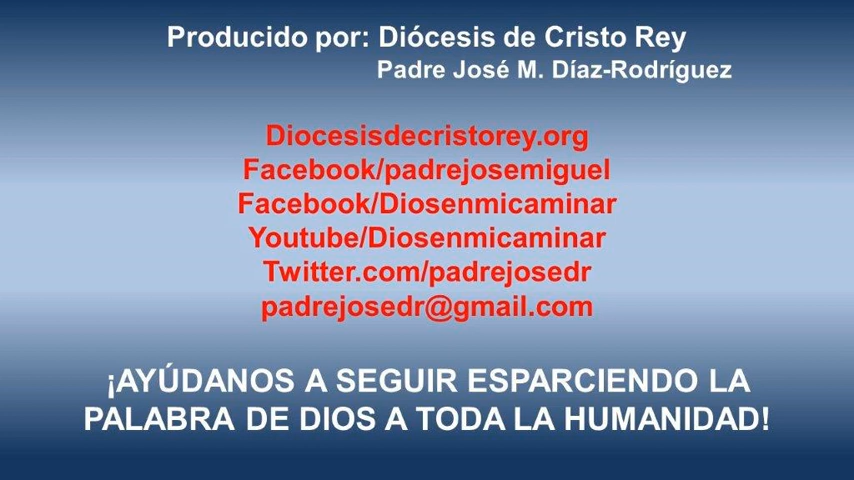 Producido por: Diócesis de Cristo Rey
Padre José M. Díaz-Rodríguez
Diocesisdecristorey.org
Facebook/padrejosemiguel
Facebook/Diosenmicaminar
Youtube/Diosenmicaminar
Twitter.com/padrejosedr
padrejosedr@gmail.com
¡AYÚDANOS A SEGUIR ESPARCIENDO LA
PALABRA DE DIOS A TODA LA HUMANIDAD!